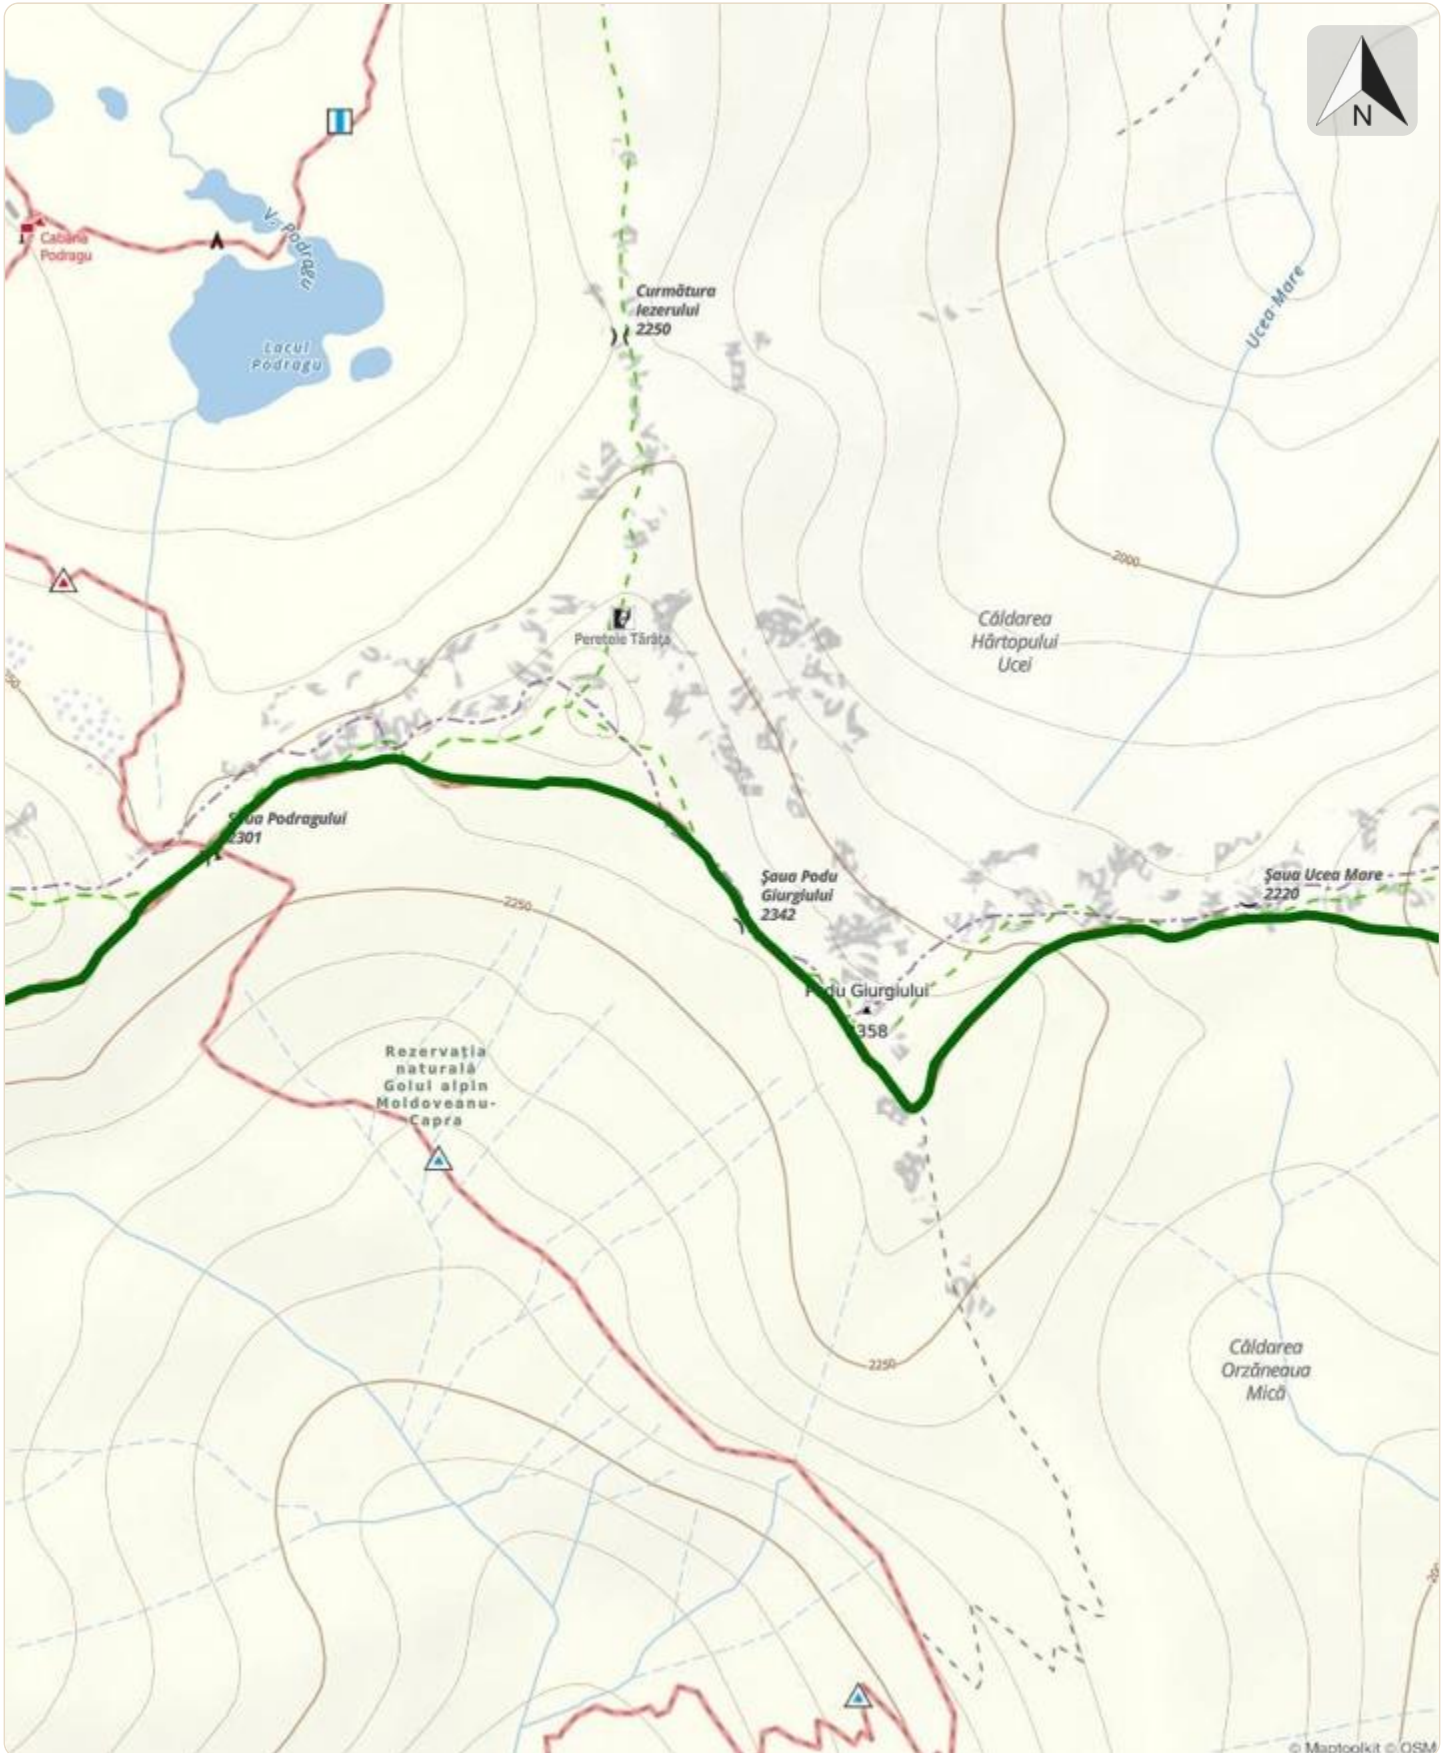 N
V. Podragu
Cabana
Podragu
Curmătura
Iezerului
2250
Ucea Mare
Lacul
Podragu
2000
Căldarea
Hârtopului
Ucei
Peretele Tărâța
Șaua Podragului
2301
Șaua Podu
Giurgiului
2342
Șaua Ucea Mare
2220
2250
Podu Giurgiului
2358
Rezervația
naturală
Golul alpin
Moldoveanu-
Capra
Căldarea
Orzăneaua
Mică
2250
© Maptoolkit © OSM